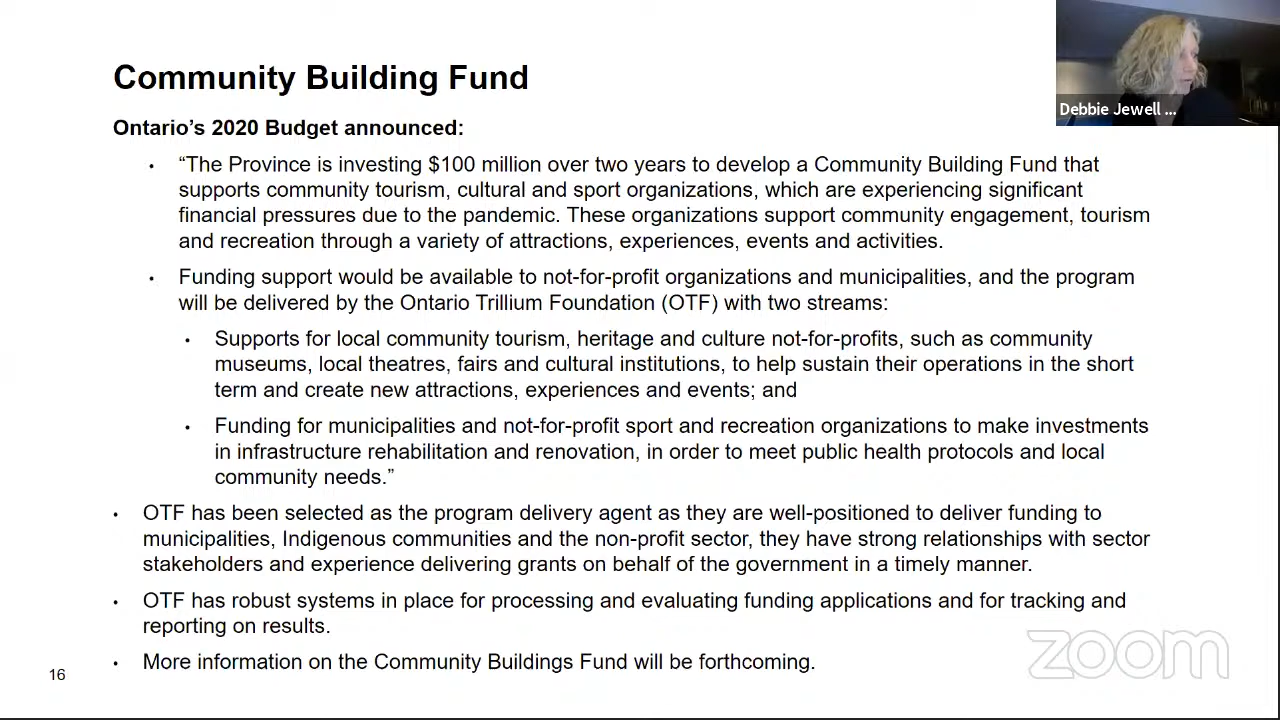 Community Building Fund
Debbie Jewell ...
Ontario’s 2020 Budget announced:
• “The Province is investing $100 million over two years to develop a Community Building Fund that
supports community tourism, cultural and sport organizations, which are experiencing significant
financial pressures due to the pandemic. These organizations support community engagement, tourism
and recreation through a variety of attractions, experiences, events and activities.
• Funding support would be available to not-for-profit organizations and municipalities, and the program
will be delivered by the Ontario Trillium Foundation (OTF) with two streams:
• Supports for local community tourism, heritage and culture not-for-profits, such as community
museums, local theatres, fairs and cultural institutions, to help sustain their operations in the short
term and create new attractions, experiences and events; and
• Funding for municipalities and not-for-profit sport and recreation organizations to make investments
in infrastructure rehabilitation and renovation, in order to meet public health protocols and local
community needs.”
• OTF has been selected as the program delivery agent as they are well-positioned to deliver funding to
municipalities, Indigenous communities and the non-profit sector, they have strong relationships with sector
stakeholders and experience delivering grants on behalf of the government in a timely manner.
• OTF has robust systems in place for processing and evaluating funding applications and for tracking and
reporting on results.
• More information on the Community Buildings Fund will be forthcoming.
16
zoom